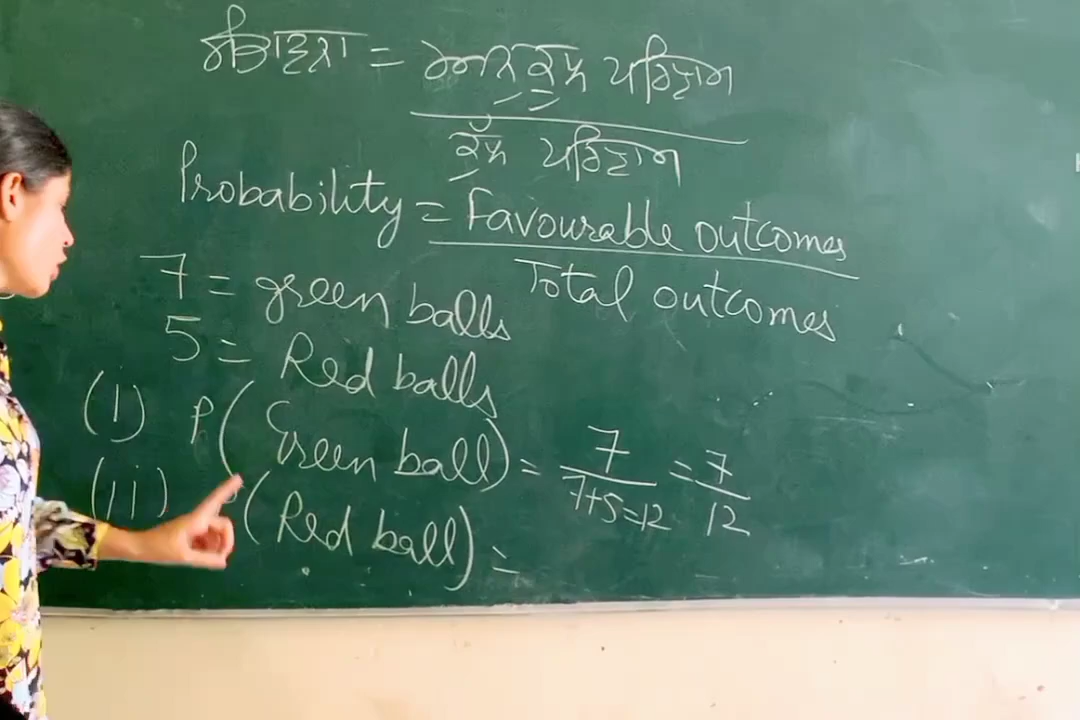 ਸੰਭਾਵਨਾ = ਅਨੁਕੂਲ ਪਰਿਣਾਮ
ਕੁੱਲ ਪਰਿਣਾਮ
Probability = Favourable outcomes
Total outcomes
7 = green balls
5 = Red balls
(i) P(Green ball) = 7/7+5=12 = 7/12
(ii) P(Red ball) =